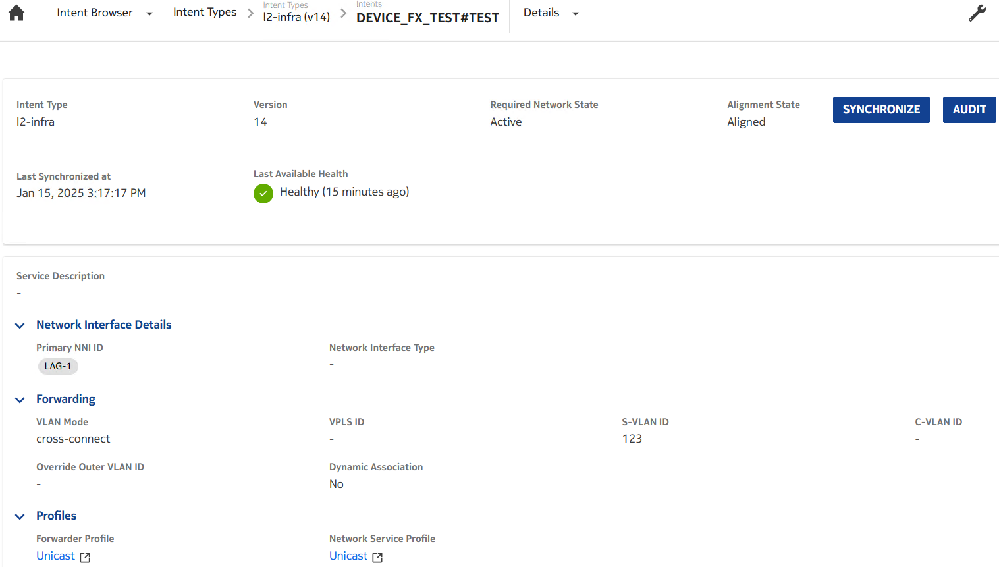 Intent Browser
Intent Types
Intent Types
l2-infra (v14)
Intents
DEVICE_FX_TEST#TEST
Details
Intent Type
l2-infra
Version
14
Required Network State
Active
Alignment State
Aligned
SYNCHRONIZE
AUDIT
Last Synchronized at
Jan 15, 2025 3:17:17 PM
Last Available Health
Healthy (15 minutes ago)
Service Description
-
Network Interface Details
Primary NNI ID
LAG-1
Network Interface Type
-
Forwarding
VLAN Mode
cross-connect
VPLS ID
-
S-VLAN ID
123
C-VLAN ID
-
Override Outer VLAN ID
-
Dynamic Association
No
Profiles
Forwarder Profile
Unicast
Network Service Profile
Unicast